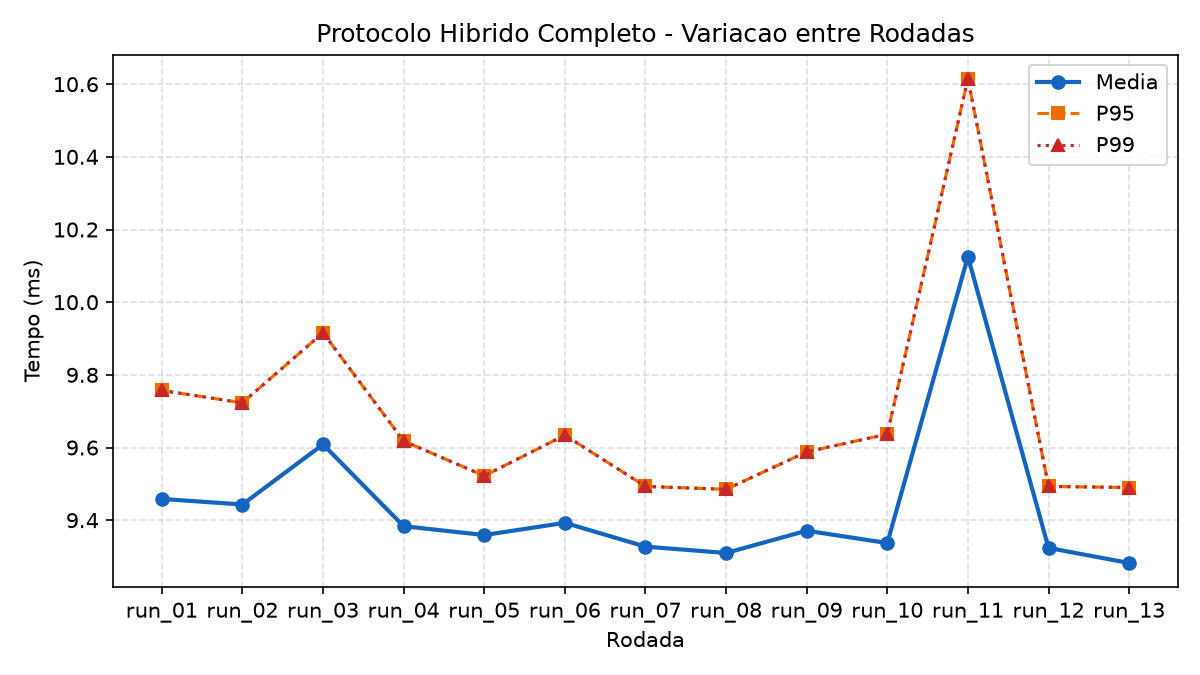 Protocolo Hibrido Completo - Variacao entre Rodadas
Media
P95
P99
Tempo (ms)
10.6
10.4
10.2
10.0
9.8
9.6
9.4
run_01 run_02 run_03 run_04 run_05 run_06 run_07 run_08 run_09 run_10 run_11 run_12 run_13
Rodada